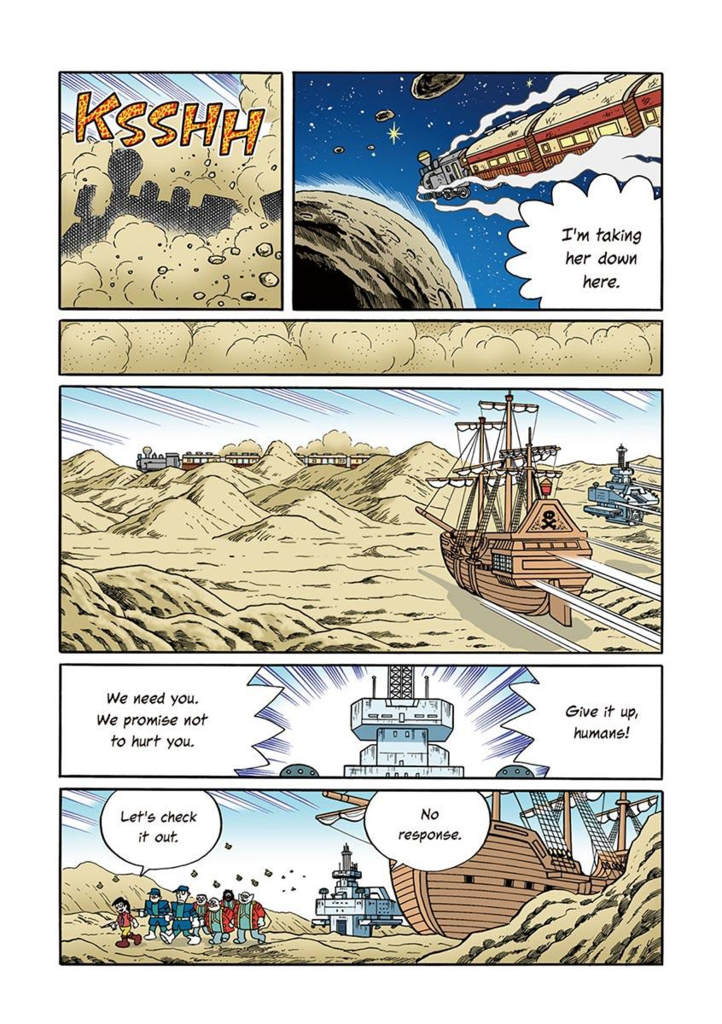 KSSHH
I'm taking
her down
here.
We need you.
We promise not
to hurt you.
Give it up,
humans!
Let's check
it out.
No
response.